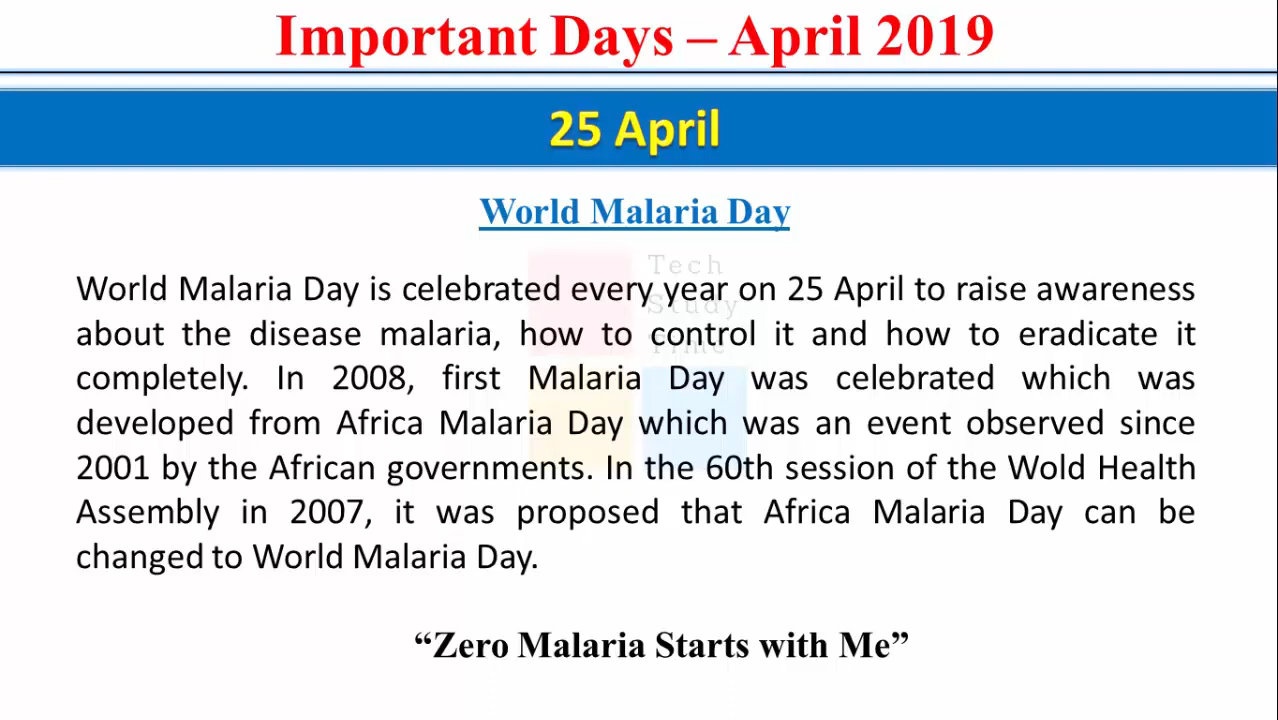 Important Days – April 2019
25 April
World Malaria Day
Tech
Study
Time
World Malaria Day is celebrated every year on 25 April to raise awareness
about the disease malaria, how to control it and how to eradicate it
completely. In 2008, first Malaria Day was celebrated which was
developed from Africa Malaria Day which was an event observed since
2001 by the African governments. In the 60th session of the Wold Health
Assembly in 2007, it was proposed that Africa Malaria Day can be
changed to World Malaria Day.
“Zero Malaria Starts with Me”